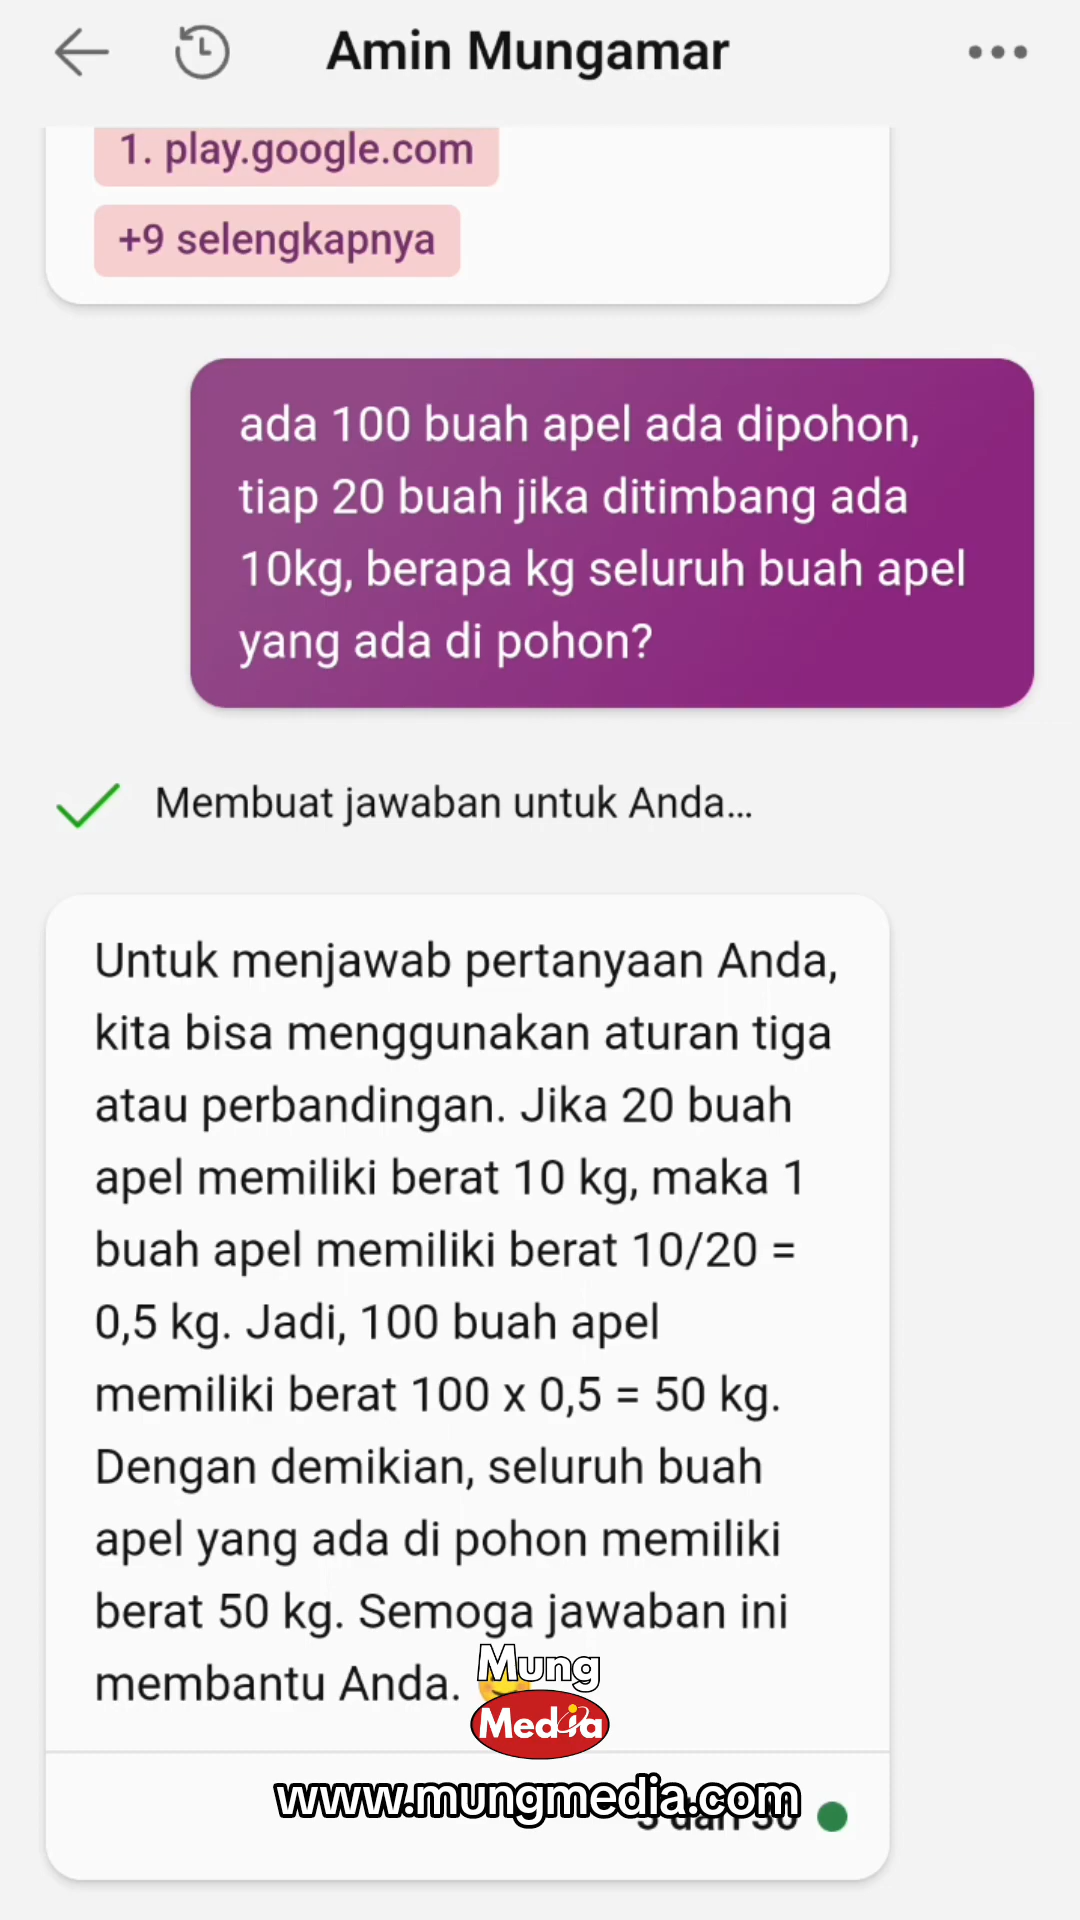 Amin Mungamar
1. play.google.com
+9 selengkapnya
ada 100 buah apel ada dipohon,
tiap 20 buah jika ditimbang ada
10kg, berapa kg seluruh buah apel
yang ada di pohon?
Membuat jawaban untuk Anda...
Untuk menjawab pertanyaan Anda,
kita bisa menggunakan aturan tiga
atau perbandingan. Jika 20 buah
apel memiliki berat 10 kg, maka 1
buah apel memiliki berat 10/20 =
0,5 kg. Jadi, 100 buah apel
memiliki berat 100 x 0,5 = 50 kg.
Dengan demikian, seluruh buah
apel yang ada di pohon memiliki
berat 50 kg. Semoga jawaban ini
membantu Anda.
Mung
Media
www.mungmedia.com
dari 30